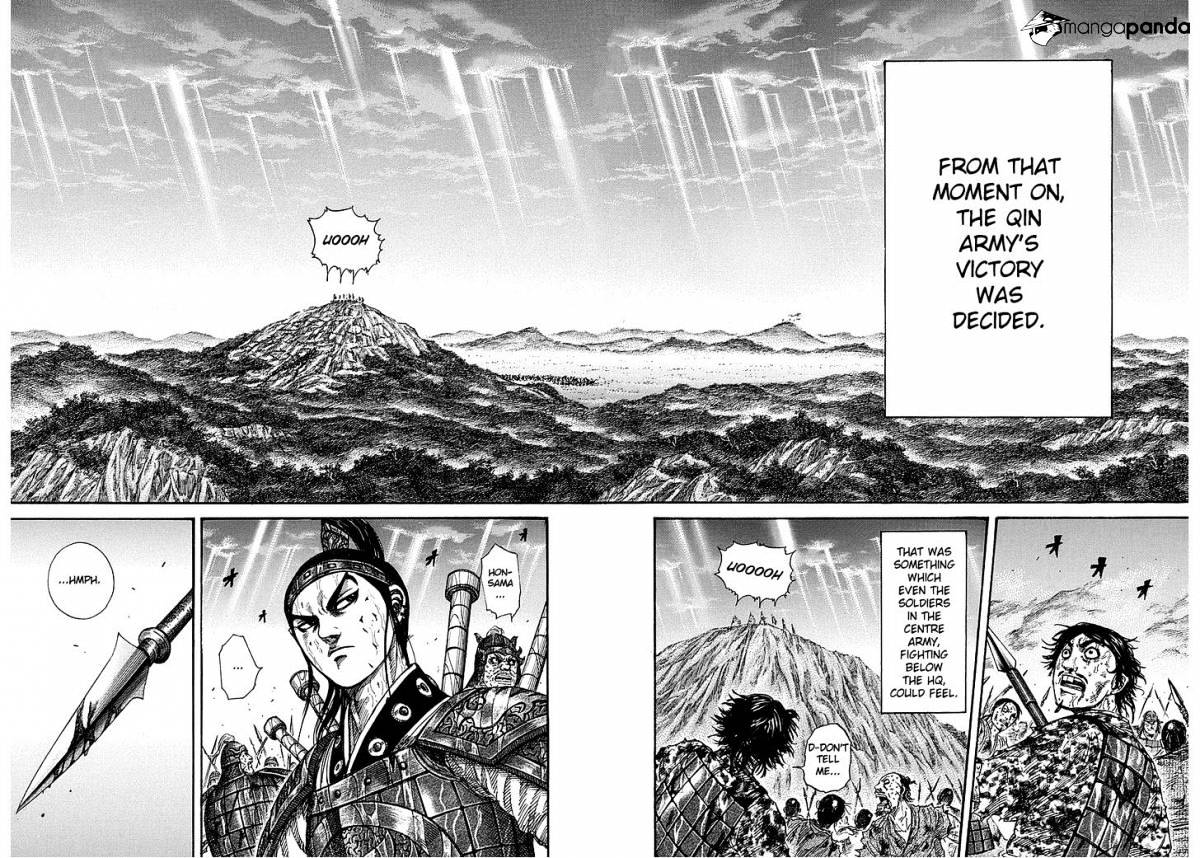 mangapanda
FROM THAT
MOMENT ON,
THE QIN
ARMY'S
VICTORY
WAS
DECIDED.
UOOOH
THAT WAS
SOMETHING
WHICH
EVEN THE
SOLDIERS
IN THE
CENTRE
ARMY,
FIGHTING
BELOW
THE HQ,
COULD FEEL.
UOOOOH
D-DON'T
TELL
ME...
HON-
SAMA
...
...
...HMPH.